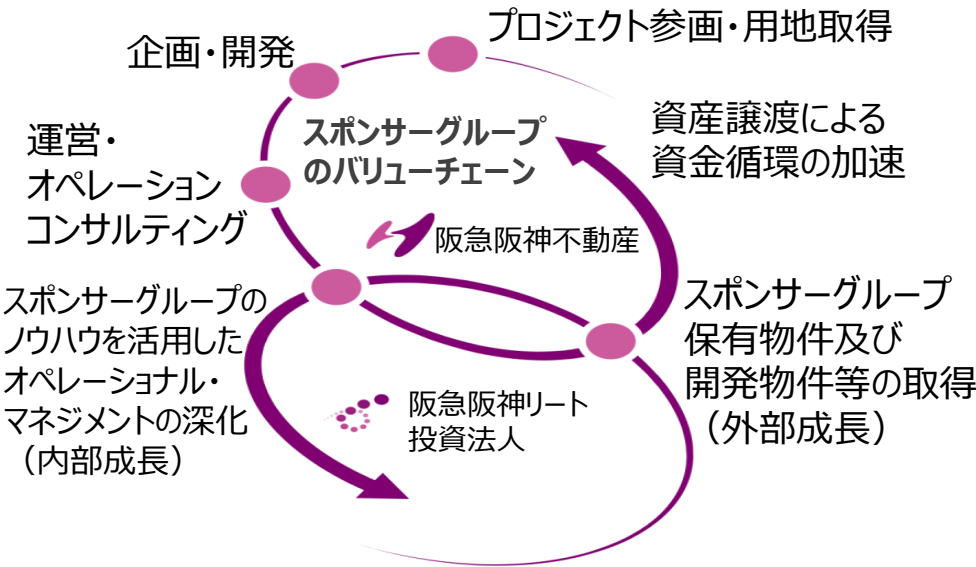 プロジェクト参画・用地取得
企画・開発
運営・
オペレーション
コンサルティング
スポンサーグループ
のバリューチェーン
資産譲渡による
資金循環の加速
阪急阪神不動産
スポンサーグループの
ノウハウを活用した
オペレーショナル・
マネジメントの深化
（内部成長）
スポンサーグループ
保有物件及び
開発物件等の取得
（外部成長）
阪急阪神リート
投資法人